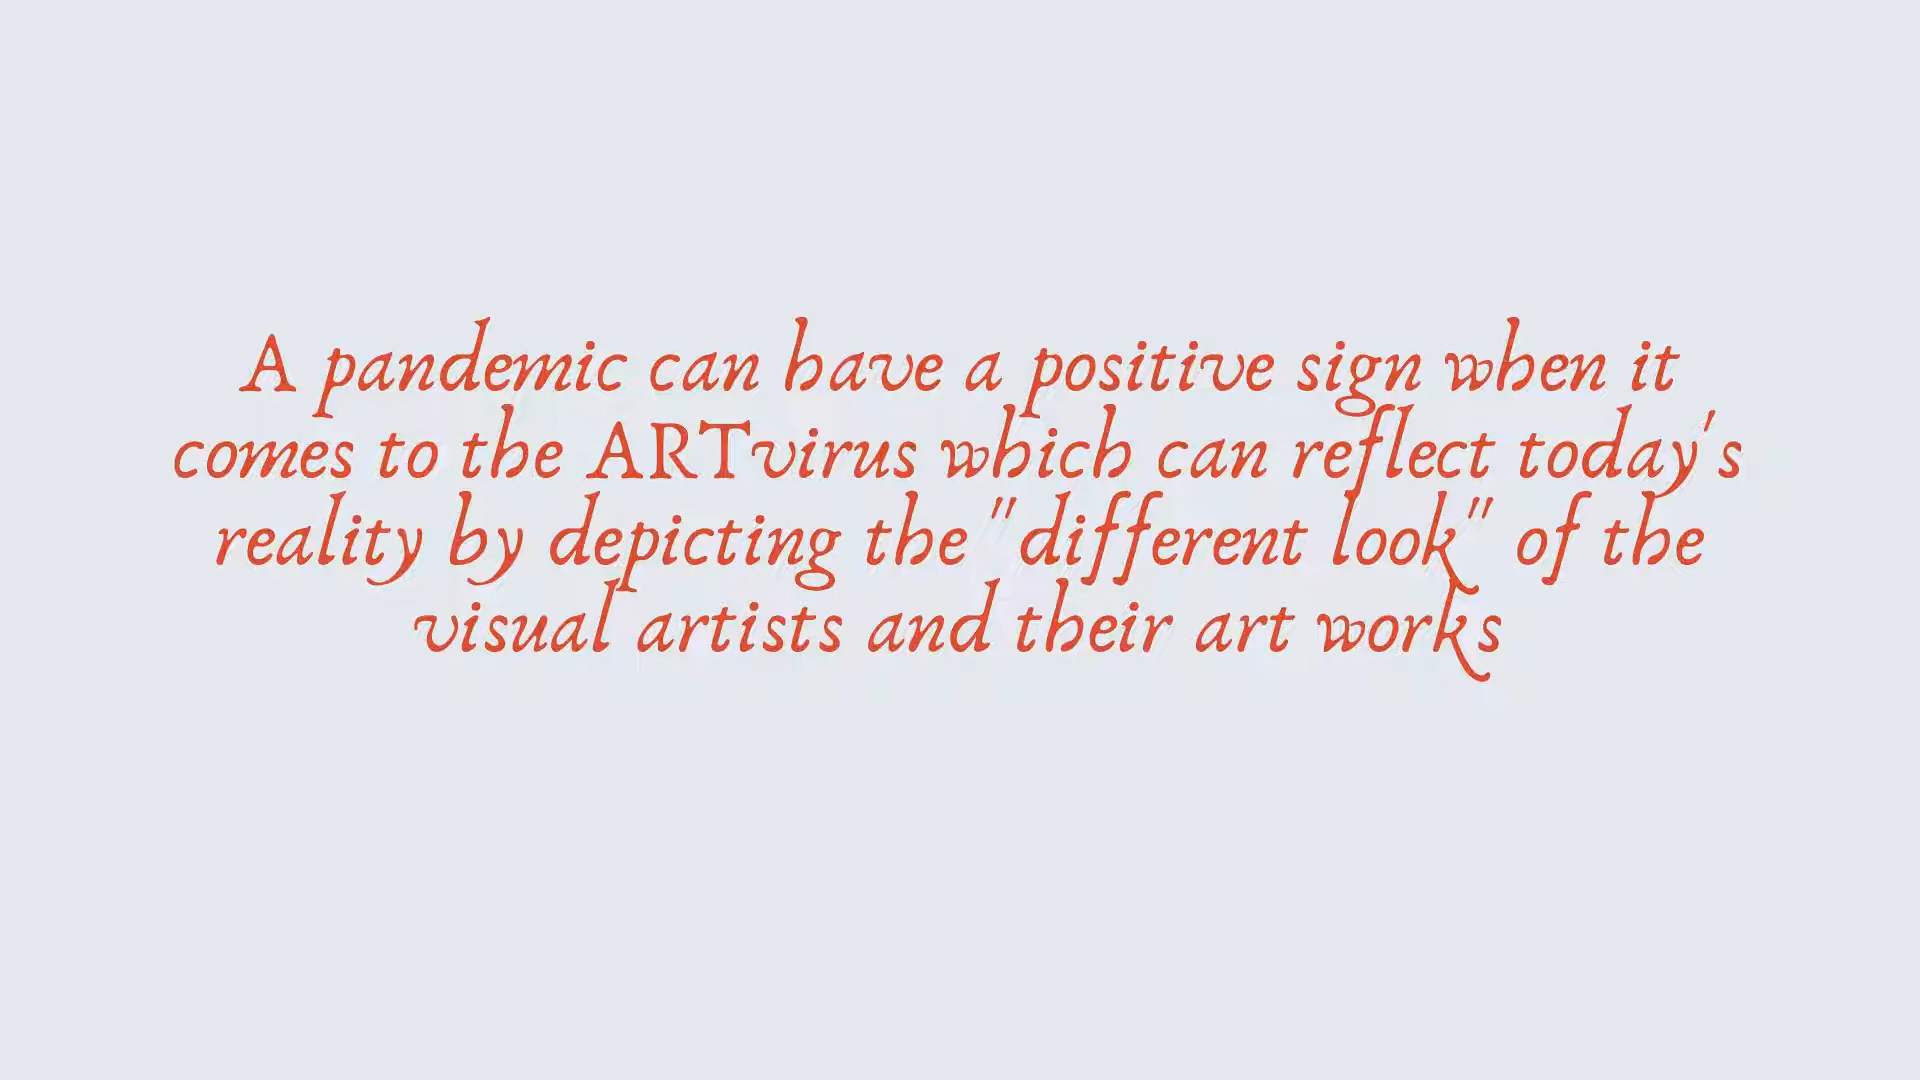 A pandemic can have a positive sign when it
comes to the ARTvirus which can reflect today's
reality by depicting the "different look" of the
visual artists and their art works